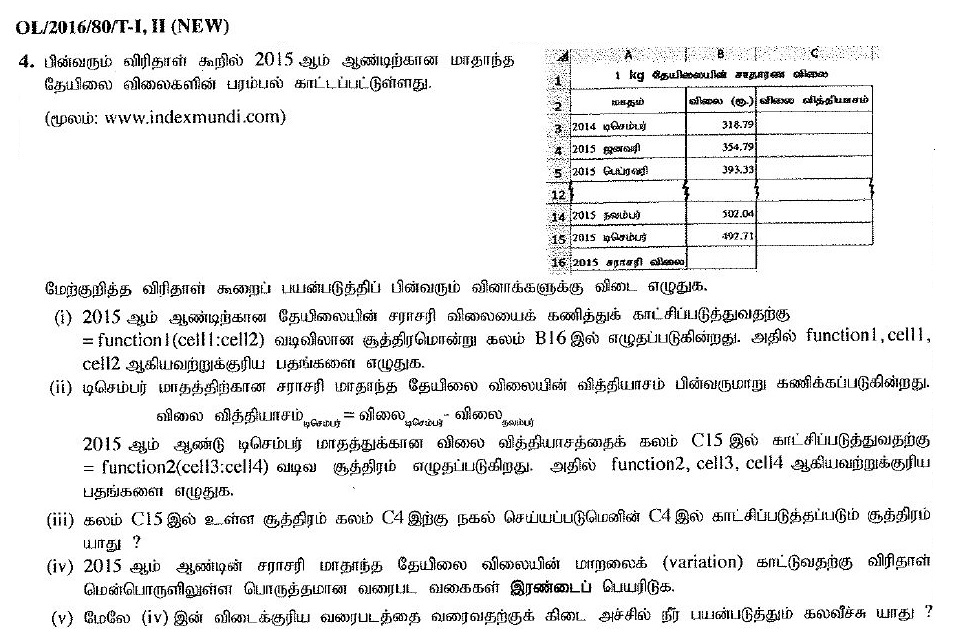 OL/2016/80/T-I, II (NEW)
4. பின்வரும் விரிதாள் கூறில் 2015 ஆம் ஆண்டிற்கான மாதாந்த
தேயிலை விலைகளின் பரம்பல் காட்டப்பட்டுள்ளது.
(மூலம்: www.indexmundi.com)
A B C
1 1 kg தேயிலையின் சாதாரண விலை
2 மாதம் விலை (ரூ.) விலை வித்தியாசம்
3 2014 டிசெம்பர் 318.79
4 2015 ஜனவரி 354.79
5 2015 பெப்ரவரி 393.33
12
14 2015 நவம்பர் 502.04
15 2015 டிசெம்பர் 492.71
16 2015 சராசரி விலை
மேற்குறித்த விரிதாள் கூறைப் பயன்படுத்திப் பின்வரும் வினாக்களுக்கு விடை எழுதுக.
(i) 2015 ஆம் ஆண்டிற்கான தேயிலையின் சராசரி விலையைக் கணித்துக் காட்சிப்படுத்துவதற்கு
= function1(cell1:cell2) வடிவிலான சூத்திரமொன்று கலம் B16 இல் எழுதப்படுகின்றது. அதில் function1, cell1,
cell2 ஆகியவற்றுக்குரிய பதங்களை எழுதுக.
(ii) டிசெம்பர் மாதத்திற்கான சராசரி மாதாந்த தேயிலை விலையின் வித்தியாசம் பின்வருமாறு கணிக்கப்படுகின்றது.
விலை வித்தியாசம்டிசெம்பர் = விலைடிசெம்பர் - விலைநவம்பர்
2015 ஆம் ஆண்டு டிசெம்பர் மாதத்துக்கான விலை வித்தியாசத்தைக் கலம் C15 இல் காட்சிப்படுத்துவதற்கு
= function2(cell3:cell4) வடிவ சூத்திரம் எழுதப்படுகிறது. அதில் function2, cell3, cell4 ஆகியவற்றுக்குரிய
பதங்களை எழுதுக.
(iii) கலம் C15 இல் உள்ள சூத்திரம் கலம் C4 இற்கு நகல் செய்யப்படுமெனின் C4 இல் காட்சிப்படுத்தப்படும் சூத்திரம்
யாது ?
(iv) 2015 ஆம் ஆண்டின் சராசரி மாதாந்த தேயிலை விலையின் மாறலைக் (variation) காட்டுவதற்கு விரிதாள்
மென்பொருளிலுள்ள பொருத்தமான வரைபட வகைகள் இரண்டைப் பெயரிடுக.
(v) மேலே (iv) இன் விடைக்குரிய வரைபடத்தை வரைவதற்குக் கிடை அச்சில் நீர் பயன்படுத்தும் கலவீச்சு யாது ?